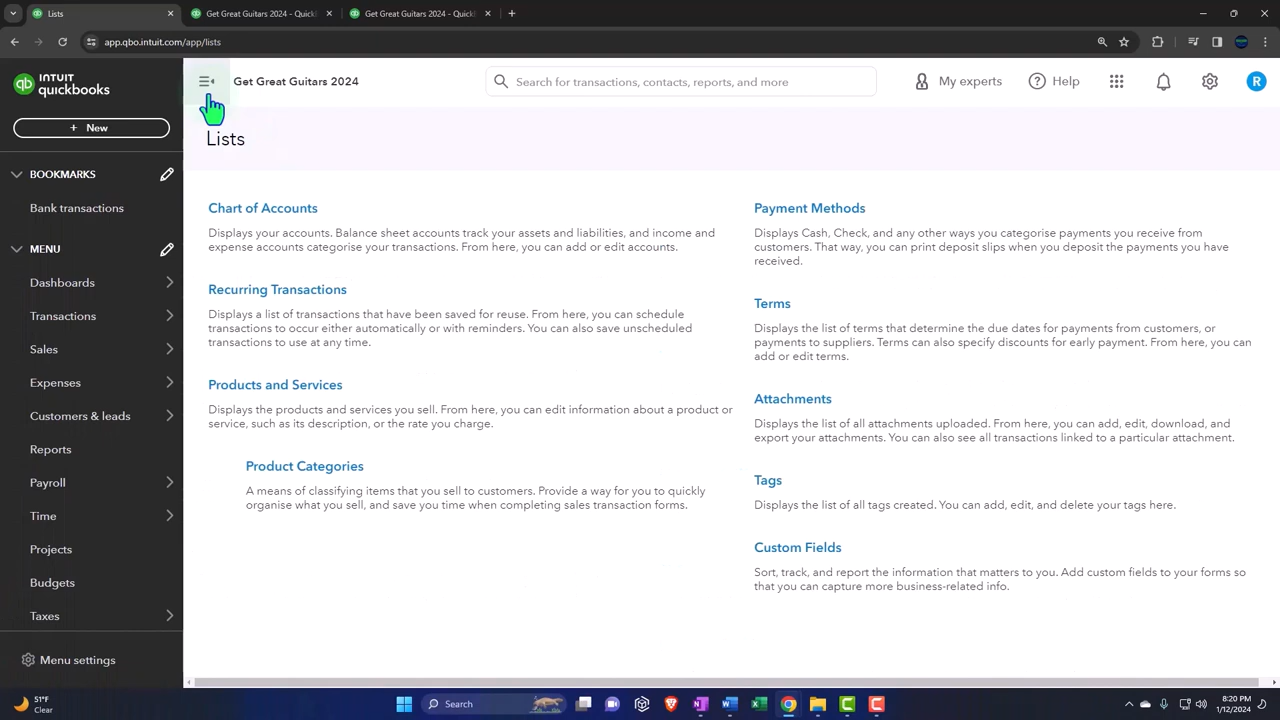 Lists
Get Great Guitars 2024 - Quick
Get Great Guitars 2024 - Quick
app.qbo.intuit.com/app/lists
INTUIT
quickbooks
Get Great Guitars 2024
Search for transactions, contacts, reports, and more
My experts
Help
R
+ New
Lists
BOOKMARKS
Bank transactions
MENU
Dashboards
Transactions
Sales
Expenses
Customers & leads
Reports
Payroll
Time
Projects
Budgets
Taxes
Menu settings
Chart of Accounts
Displays your accounts. Balance sheet accounts track your assets and liabilities, and income and
expense accounts categorise your transactions. From here, you can add or edit accounts.
Recurring Transactions
Displays a list of transactions that have been saved for reuse. From here, you can schedule
transactions to occur either automatically or with reminders. You can also save unscheduled
transactions to use at any time.
Products and Services
Displays the products and services you sell. From here, you can edit information about a product or
service, such as its description, or the rate you charge.
Product Categories
A means of classifying items that you sell to customers. Provide a way for you to quickly
organise what you sell, and save you time when completing sales transaction forms.
Payment Methods
Displays Cash, Check, and any other ways you categorise payments you receive from
customers. That way, you can print deposit slips when you deposit the payments you have
received.
Terms
Displays the list of terms that determine the due dates for payments from customers, or
payments to suppliers. Terms can also specify discounts for early payment. From here, you can
add or edit terms.
Attachments
Displays the list of all attachments uploaded. From here, you can add, edit, download, and
export your attachments. You can also see all transactions linked to a particular attachment.
Tags
Displays the list of all tags created. You can add, edit, and delete your tags here.
Custom Fields
Sort, track, and report the information that matters to you. Add custom fields to your forms so
that you can capture more business-related info.
51°F
Clear
Search
8:20 PM
1/12/2024